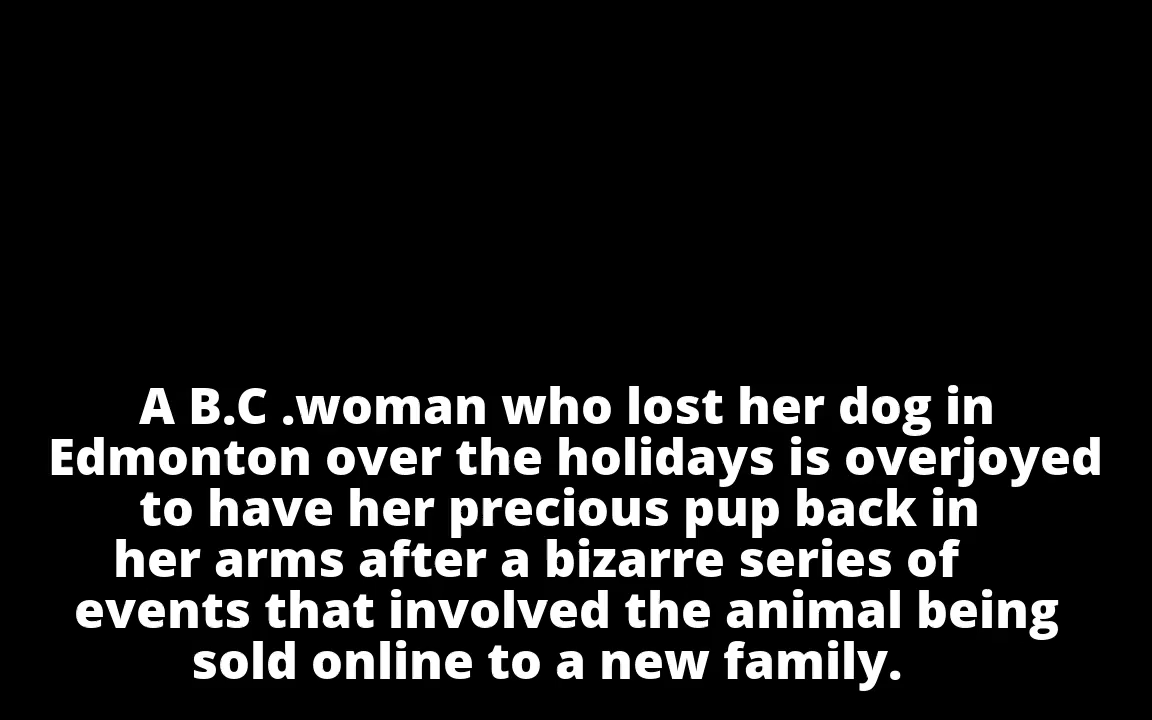 A B.C .woman who lost her dog in
Edmonton over the holidays is overjoyed
to have her precious pup back in
her arms after a bizarre series of
events that involved the animal being
sold online to a new family.